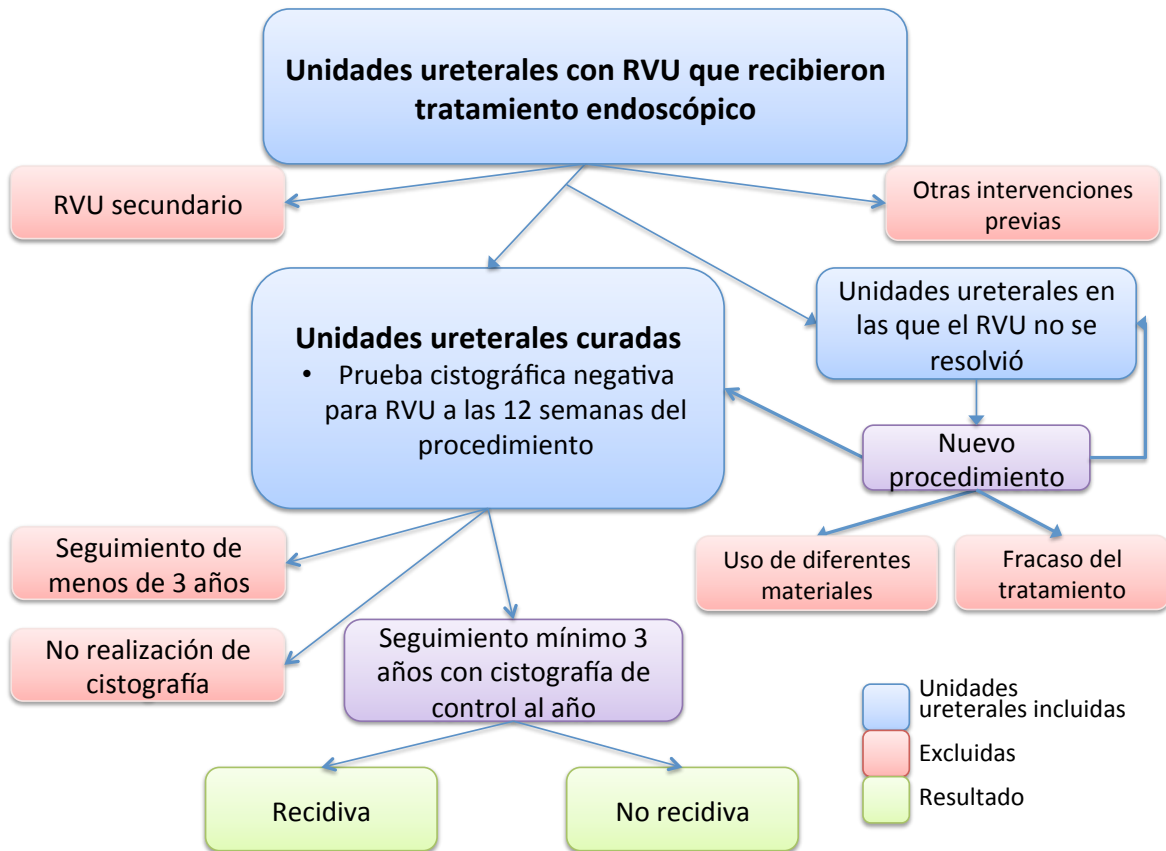 Unidades ureterales con RVU que recibieron
tratamiento endoscópico
RVU secundario
Otras intervenciones
previas
Unidades ureterales curadas
• Prueba cistográfica negativa
para RVU a las 12 semanas del
procedimiento
Unidades ureterales en
las que el RVU no se
resolvió
Nuevo
procedimiento
Uso de diferentes
materiales
Fracaso del
tratamiento
Seguimiento de
menos de 3 años
No realización de
cistografía
Seguimiento mínimo 3
años con cistografía de
control al año
Recidiva
No recidiva
Unidades
ureterales incluidas
Excluidas
Resultado